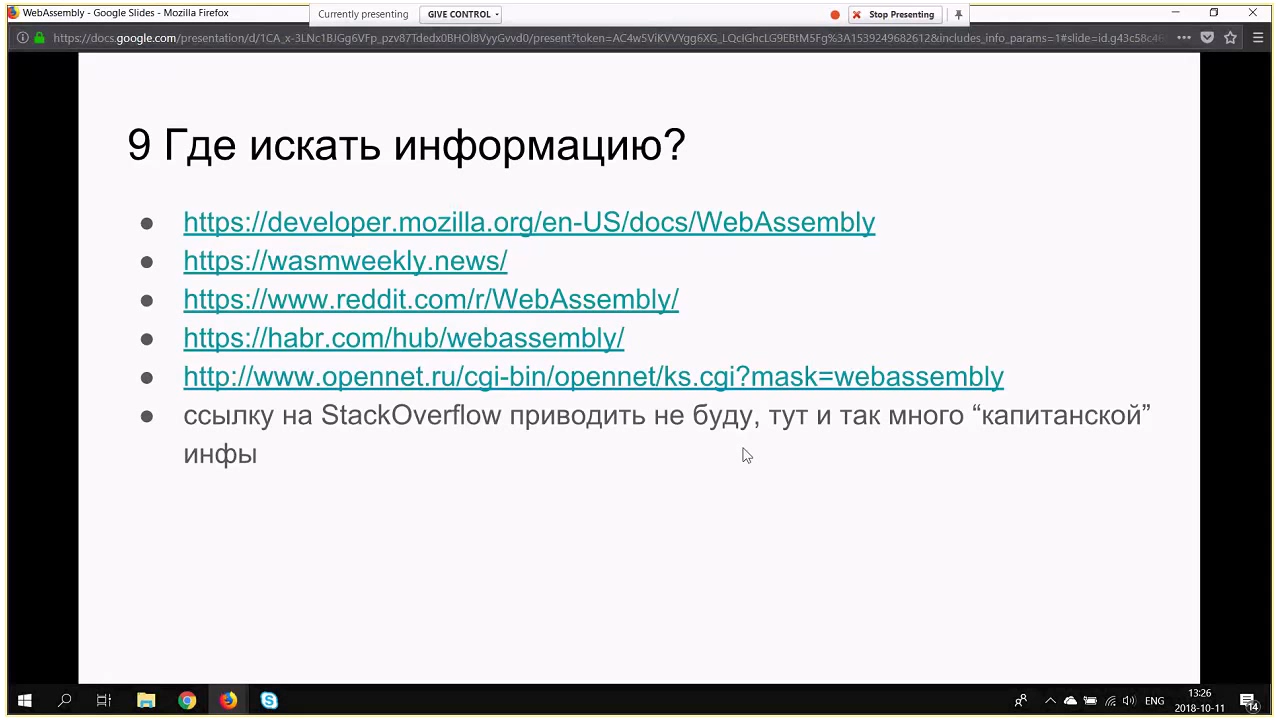 WebAssembly - Google Slides - Mozilla Firefox
Currently presenting
GIVE CONTROL
Stop Presenting
9 Где искать информацию?
● https://developer.mozilla.org/en-US/docs/WebAssembly
● https://wasmweekly.news/
● https://www.reddit.com/r/WebAssembly/
● https://habr.com/hub/webassembly/
● http://www.opennet.ru/cgi-bin/opennet/ks.cgi?mask=webassembly
● ссылку на StackOverflow приводить не буду, тут и так много “капитанской”
инфы
ENG
13:26
2018-10-11
14